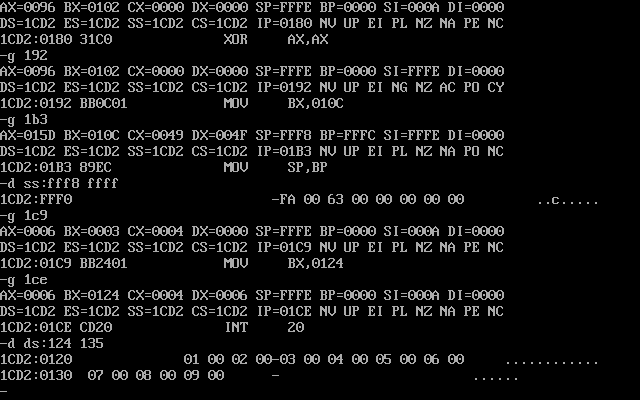 AX=0096 BX=0102 CX=0000 DX=0000 SP=FFFE BP=0000 SI=000A DI=0000
DS=1CD2 ES=1CD2 SS=1CD2 CS=1CD2 IP=0180 NV UP EI PL NZ NA PE NC
1CD2:0180 31C0 XOR AX,AX
-g 192
AX=0096 BX=0102 CX=0000 DX=0000 SP=FFFE BP=0000 SI=FFFE DI=0000
DS=1CD2 ES=1CD2 SS=1CD2 CS=1CD2 IP=0192 NV UP EI NG NZ AC PO CY
1CD2:0192 BB0C01 MOV BX,010C
-g 1b3
AX=015D BX=010C CX=0049 DX=004F SP=FFF8 BP=FFFC SI=FFFE DI=0000
DS=1CD2 ES=1CD2 SS=1CD2 CS=1CD2 IP=01B3 NV UP EI PL NZ NA PO NC
1CD2:01B3 89EC MOV SP,BP
-d ss:fff8 ffff
1CD2:FFF0 -FA 00 63 00 00 00 00 00 ..c.....
-g 1c9
AX=0006 BX=0003 CX=0004 DX=0000 SP=FFFE BP=0000 SI=000A DI=0000
DS=1CD2 ES=1CD2 SS=1CD2 CS=1CD2 IP=01C9 NV UP EI PL NZ NA PE NC
1CD2:01C9 BB2401 MOV BX,0124
-g 1ce
AX=0006 BX=0124 CX=0004 DX=0006 SP=FFFE BP=0000 SI=000A DI=0000
DS=1CD2 ES=1CD2 SS=1CD2 CS=1CD2 IP=01CE NV UP EI PL NZ NA PE NC
1CD2:01CE CD20 INT 20
-d ds:124 135
1CD2:0120 01 00 02 00-03 00 04 00 05 00 06 00 ............
1CD2:0130 07 00 08 00 09 00 - ......
-